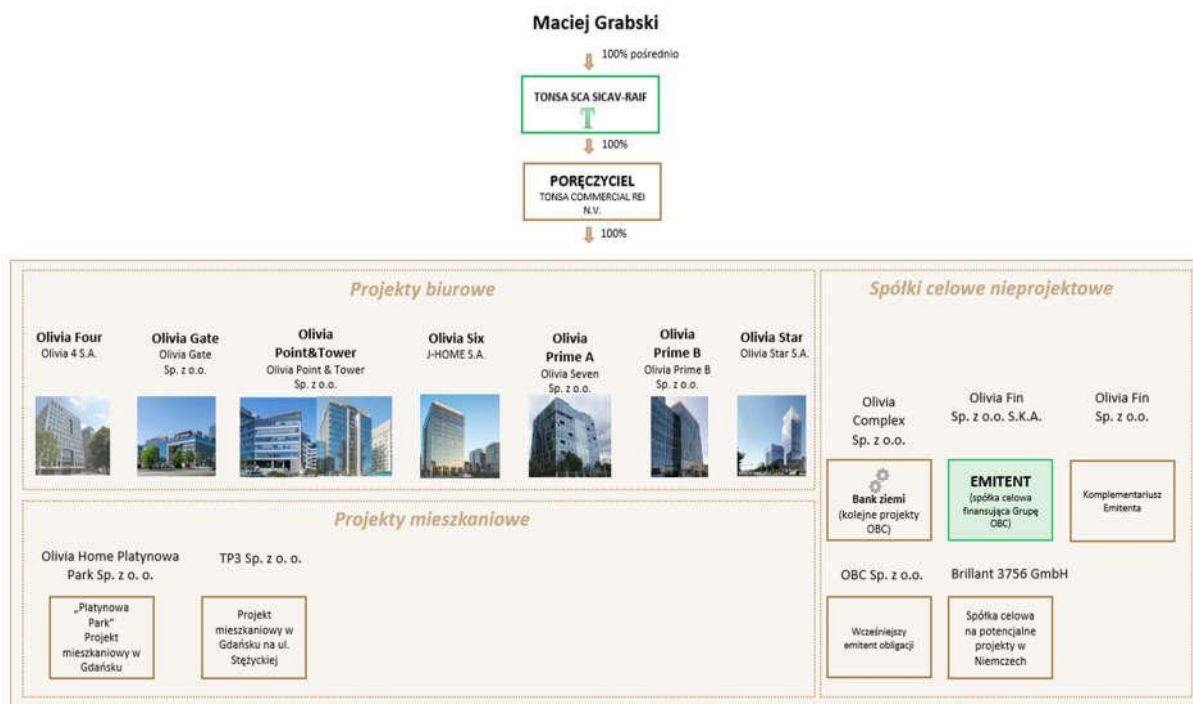 Maciej Grabski
100% pośrednio
TONSA SCA SICAV-RAIF
T
100%
PORĘCZYCIEL
TONSA COMMERCIAL REI
N.V.
100%
Projekty biurowe
Olivia Four
Olivia 4 S.A.
Olivia Gate
Olivia Gate
Sp. z o.o.
Olivia
Point&Tower
Olivia Point & Tower
Sp. z o.o.
Olivia Six
J-HOME S.A.
Olivia
Prime A
Olivia Seven
Sp. z o.o.
Olivia
Prime B
Olivia Prime B
Sp. z o.o.
Olivia Star
Olivia Star S.A.
Projekty mieszkaniowe
Olivia Home Platynowa
Park Sp. z o. o.
„Platynowa
Park"
Projekt
mieszkaniowy w
Gdańsku
TP3 Sp. z o. o.
Projekt
mieszkaniowy w
Gdańsku na ul.
Stężyckiej
Spółki celowe nieprojektowe
Olivia
Complex
Sp. z o.o.
Bank ziemi
(kolejne projekty
OBC)
Olivia Fin
Sp. z o.o. S.K.A.
EMITENT
(spółka celowa
finansująca Grupę
OBC)
Olivia Fin
Sp. z o.o.
Komplementariusz
Emitenta
OBC Sp. z o.o.
Wcześniejszy
emitent obligacji
Brillant 3756 GmbH
Spółka celowa
na potencjalne
projekty w
Niemczech